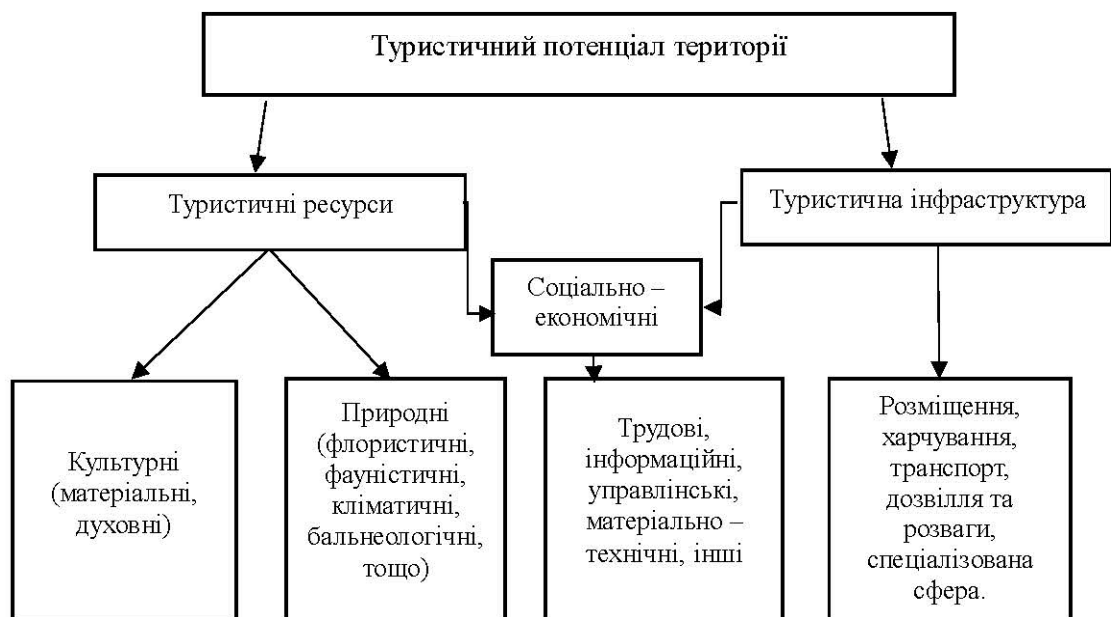 Туристичний потенціал території
Туристичні ресурси
Туристична інфраструктура
Соціально –
економічні
Культурні
(матеріальні,
духовні)
Природні
(флористичні,
фауністичні,
кліматичні,
бальнеологічні,
тощо)
Трудові,
інформаційні,
управлінські,
матеріально –
технічні, інші
Розміщення,
харчування,
транспорт,
дозвілля та
розваги,
спеціалізована
сфера.